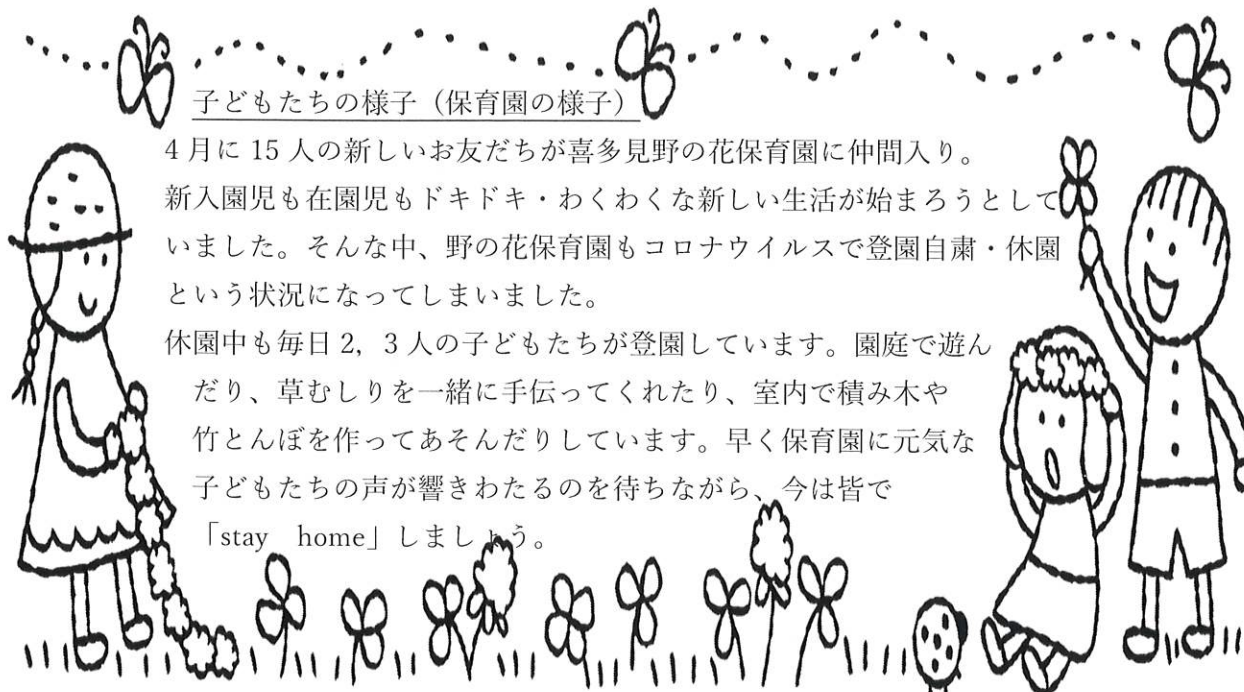 子どもたちの様子（保育園の様子）
4月に15人の新しいお友だちが喜多見野の花保育園に仲間入り。
新入園児も在園児もドキドキ・わくわくな新しい生活が始まろうとして
いました。そんな中、野の花保育園もコロナウイルスで登園自粛・休園
という状況になってしまいました。
休園中も毎日2，3人の子どもたちが登園しています。園庭で遊ん
だり、草むしりを一緒に手伝ってくれたり、室内で積み木や
竹とんぼを作ってあそんだりしています。早く保育園に元気な
子どもたちの声が響きわたるのを待ちながら、今は皆で
「stay　home」しましょう。